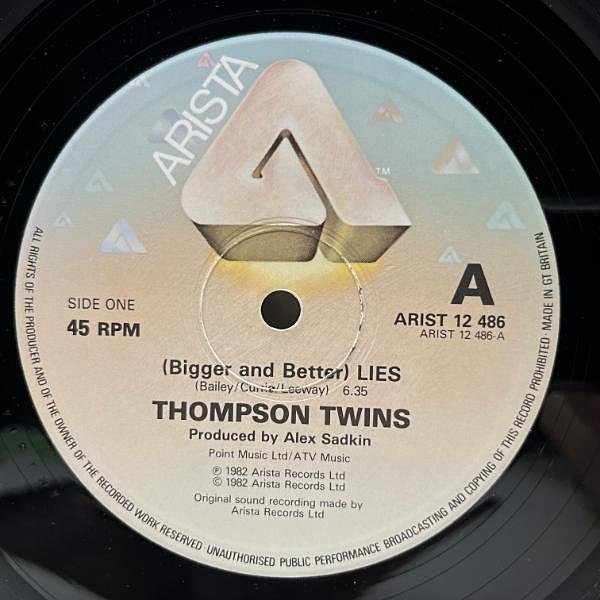 ARISTA
TM
SIDE ONE
45 RPM
A
ARIST 12 486
ARIST 12 486-A
(Bigger and Better) LIES
(Bailey/Currie/Leeway) 6.35
THOMPSON TWINS
Produced by Alex Sadkin
Point Music Ltd/ATV Music
℗ 1982 Arista Records Ltd
© 1982 Arista Records Ltd
Original sound recording made by
Arista Records Ltd
ALL RIGHTS OF THE PRODUCER AND OF THE OWNER OF THE RECORDED WORK RESERVED · UNAUTHORISED PUBLIC PERFORMANCE BROADCASTING AND COPYING OF THIS RECORD PROHIBITED · MADE IN GT BRITAIN